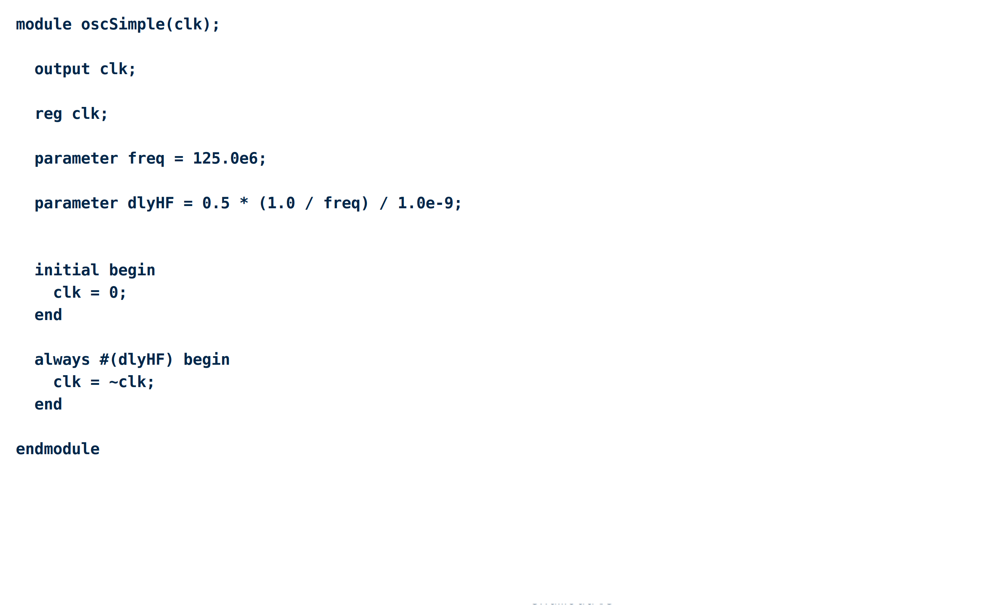 module oscSimple(clk);
output clk;
reg clk;
parameter freq = 125.0e6;
parameter dlyHF = 0.5 * (1.0 / freq) / 1.0e-9;
initial begin
clk = 0;
end
always #(dlyHF) begin
clk = ~clk;
end
endmodule